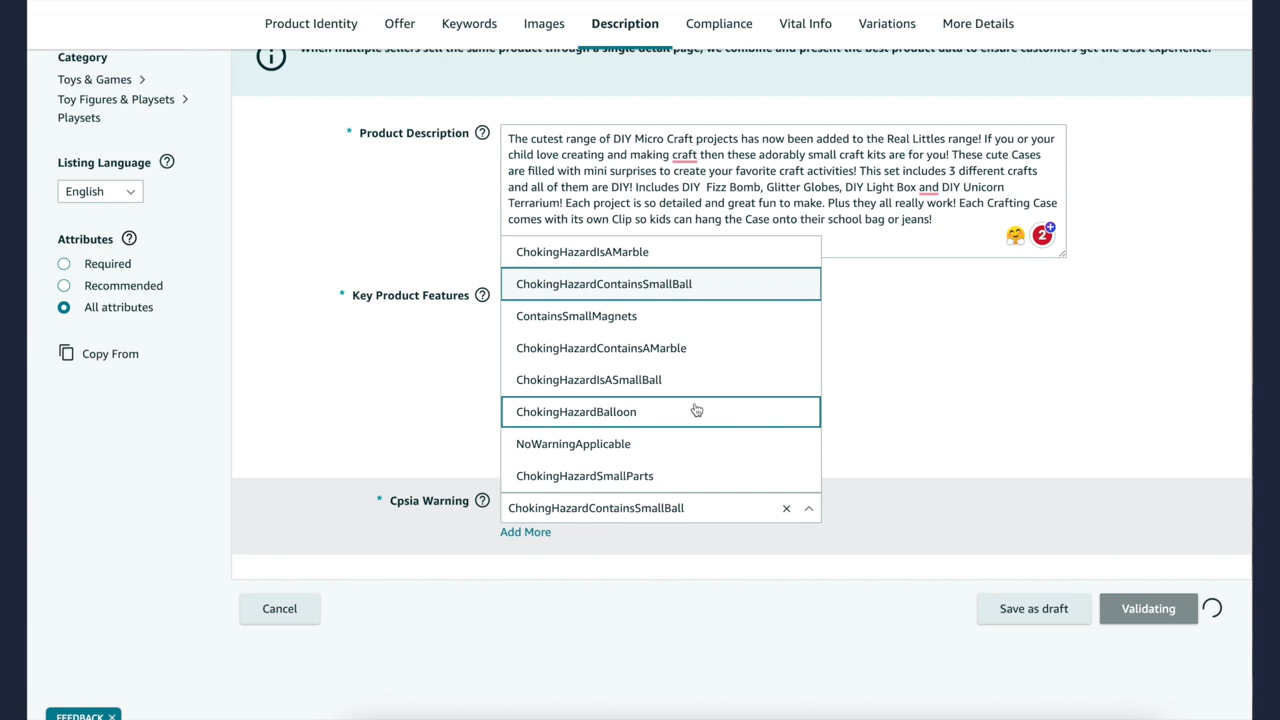 Product Identity
Offer
Keywords
Images
Description
Compliance
Vital Info
Variations
More Details
When multiple sellers sell the same product through a single detail page, we combine and present the best product data to ensure customers get the best experience.
Category
Toys & Games
Toy Figures & Playsets
Playsets
Listing Language
English
Attributes
Required
Recommended
All attributes
Copy From
* Product Description
The cutest range of DIY Micro Craft projects has now been added to the Real Littles range! If you or your
child love creating and making craft then these adorably small craft kits are for you! These cute Cases
are filled with mini surprises to create your favorite craft activities! This set includes 3 different crafts
and all of them are DIY! Includes DIY  Fizz Bomb, Glitter Globes, DIY Light Box and DIY Unicorn
Terrarium! Each project is so detailed and great fun to make. Plus they all really work! Each Crafting Case
comes with its own Clip so kids can hang the Case onto their school bag or jeans!
2
* Key Product Features
ChokingHazardIsAMarble
ChokingHazardContainsSmallBall
ContainsSmallMagnets
ChokingHazardContainsAMarble
ChokingHazardIsASmallBall
ChokingHazardBalloon
NoWarningApplicable
ChokingHazardSmallParts
* Cpsia Warning
ChokingHazardContainsSmallBall
Add More
Cancel
Save as draft
Validating
FEEDBACK